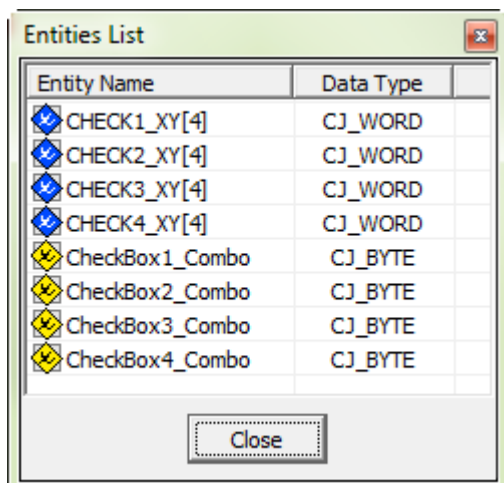 Entities List
Entity Name Data Type
CHECK1_XY[4] CJ_WORD
CHECK2_XY[4] CJ_WORD
CHECK3_XY[4] CJ_WORD
CHECK4_XY[4] CJ_WORD
CheckBox1_Combo CJ_BYTE
CheckBox2_Combo CJ_BYTE
CheckBox3_Combo CJ_BYTE
CheckBox4_Combo CJ_BYTE
Close